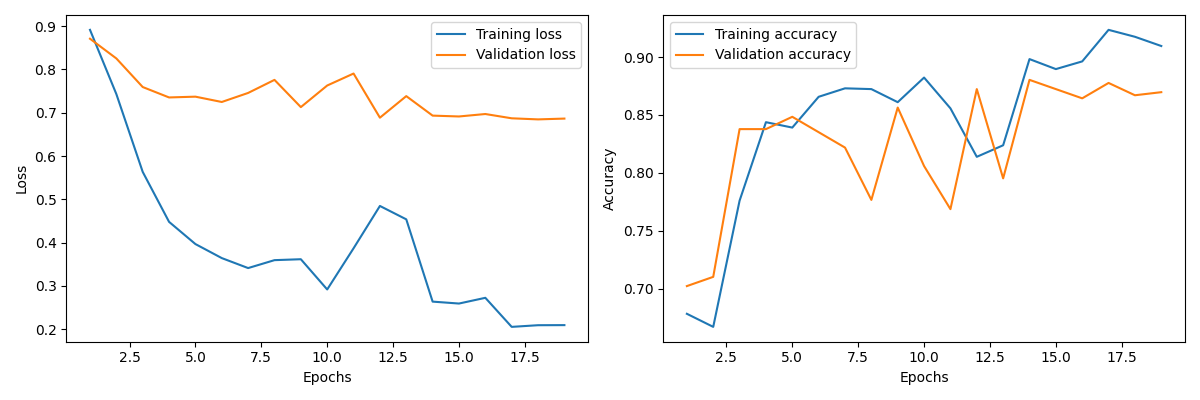 Training loss
Validation loss
0.9
0.8
0.7
0.6
0.5
0.4
0.3
0.2
Loss
2.5 5.0 7.5 10.0 12.5 15.0 17.5
Epochs
Training accuracy
Validation accuracy
0.90
0.85
0.80
0.75
0.70
Accuracy
2.5 5.0 7.5 10.0 12.5 15.0 17.5
Epochs